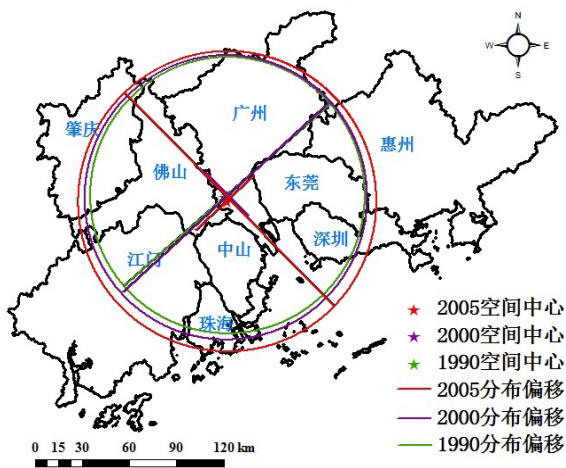 N
W E
S
广州
肇庆
惠州
佛山
东莞
中山
深圳
江门
珠海
2005空间中心
2000空间中心
1990空间中心
2005分布偏移
2000分布偏移
1990分布偏移
0 15 30 60 90 120 km